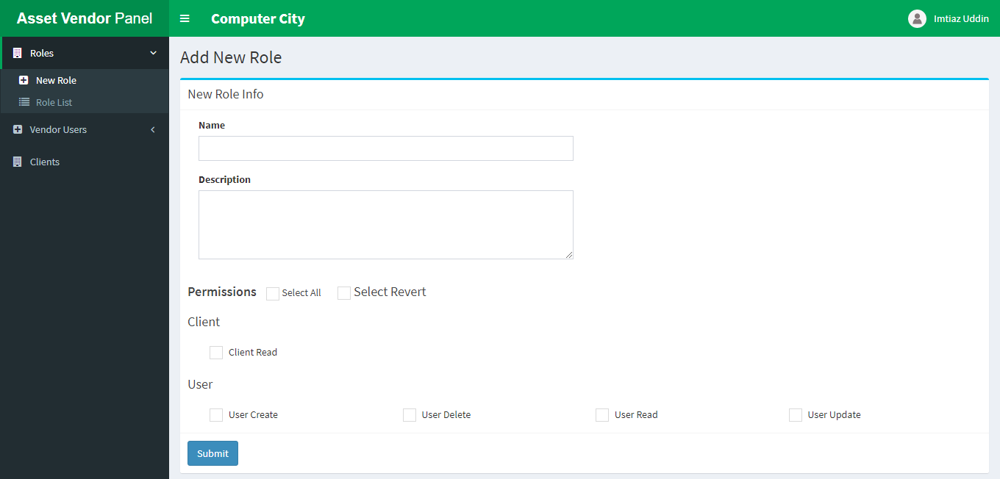 Asset Vendor Panel
Computer City
Imtiaz Uddin
Roles
New Role
Role List
Vendor Users
Clients
Add New Role
New Role Info
Name
Description
Permissions Select All Select Revert
Client
Client Read
User
User Create User Delete User Read User Update
Submit